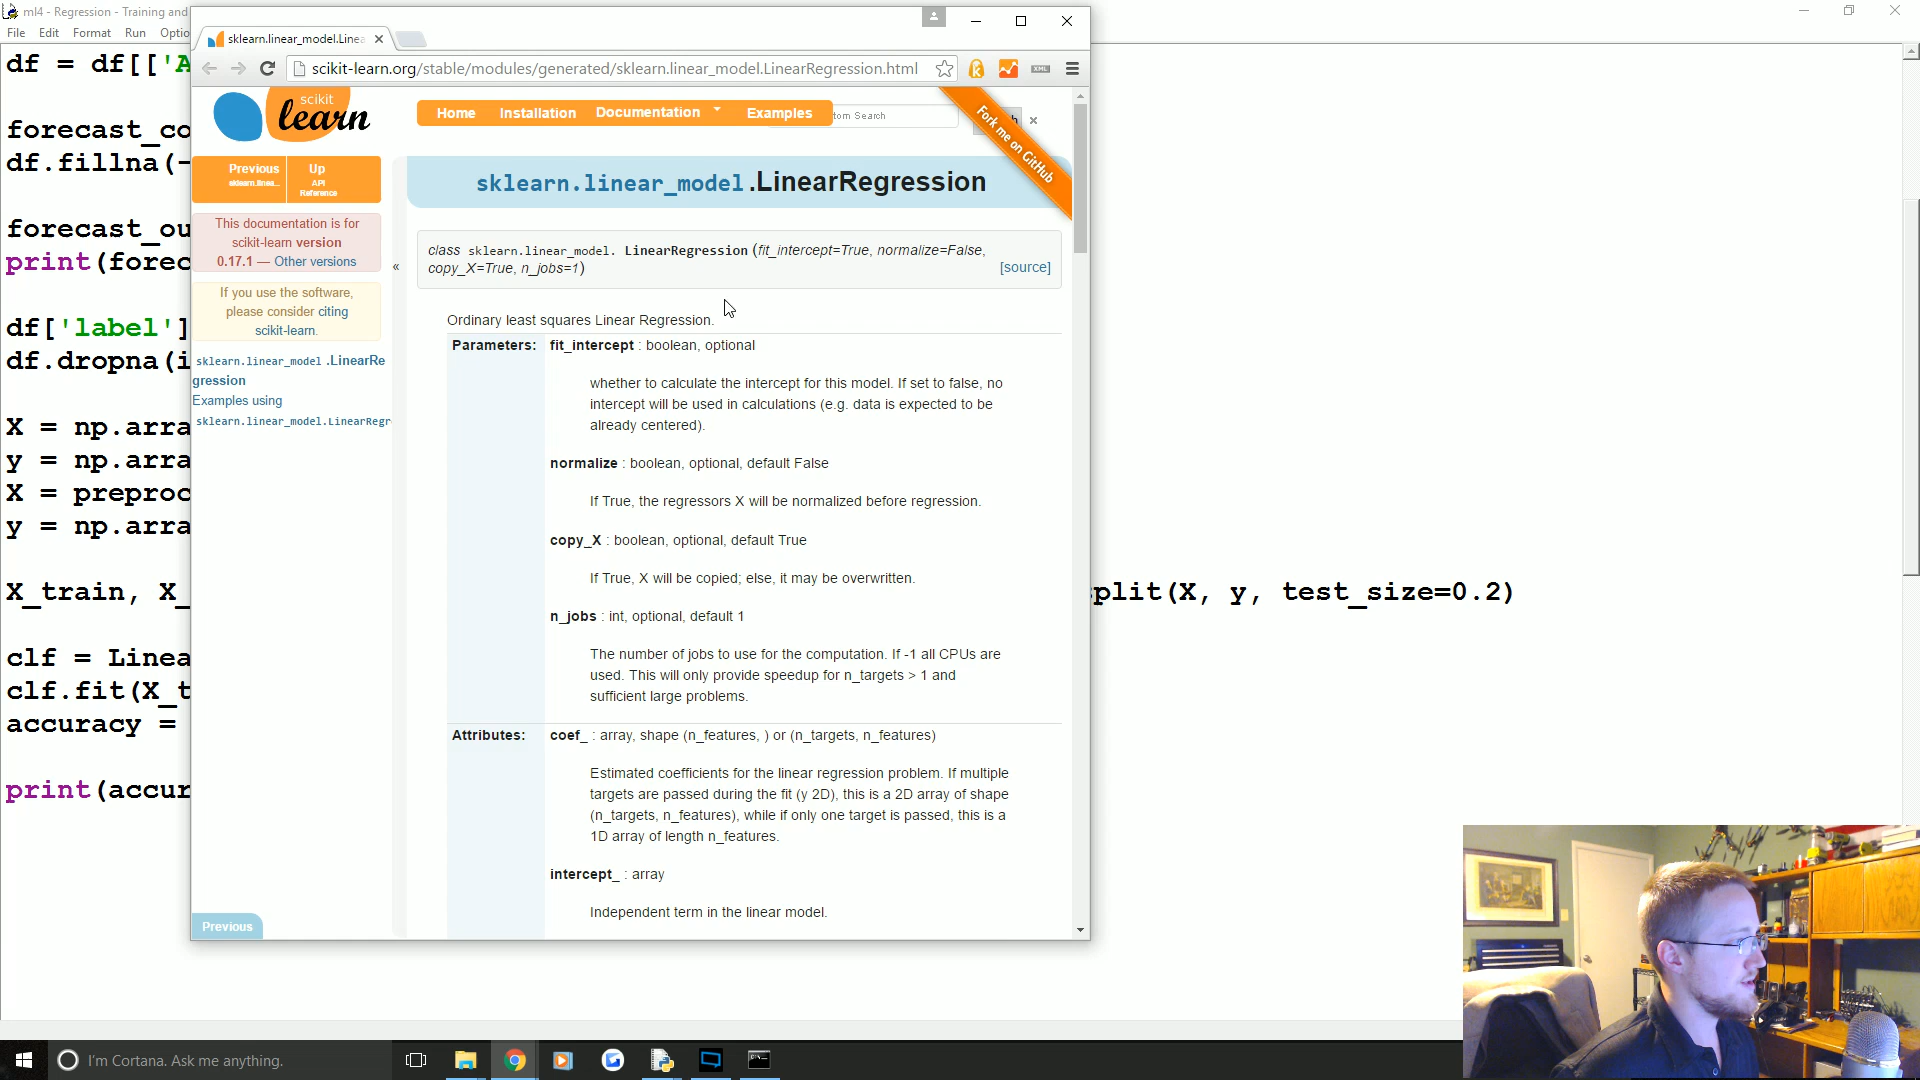 ml4 - Regression - Training and
File Edit Format Run Optio
df = df[['A
forecast_co
df.fillna(-
forecast_ou
print(forec
df['label']
df.dropna(i
X = np.arra
y = np.arra
X = preproc
y = np.arra
X_train, X_
plit(X, y, test_size=0.2)
clf = Linea
clf.fit(X_t
accuracy =
print(accur
sklearn.linear_model.Linea
scikit-learn.org/stable/modules/generated/sklearn.linear_model.LinearRegression.html
XML
scikit
learn
Home Installation Documentation Examples
tom Search
h
Fork me on GitHub
Previous
sklearn.linea...
Up
API
Reference
This documentation is for
scikit-learn version
0.17.1 — Other versions
If you use the software,
please consider citing
scikit-learn.
sklearn.linear_model .LinearRe
gression
Examples using
sklearn.linear_model.LinearRegr
Previous
«
sklearn.linear_model.LinearRegression
class sklearn.linear_model. LinearRegression (fit_intercept=True, normalize=False,
copy_X=True, n_jobs=1) [source]
Ordinary least squares Linear Regression.
Parameters: fit_intercept : boolean, optional
whether to calculate the intercept for this model. If set to false, no
intercept will be used in calculations (e.g. data is expected to be
already centered).
normalize : boolean, optional, default False
If True, the regressors X will be normalized before regression.
copy_X : boolean, optional, default True
If True, X will be copied; else, it may be overwritten.
n_jobs : int, optional, default 1
The number of jobs to use for the computation. If -1 all CPUs are
used. This will only provide speedup for n_targets > 1 and
sufficient large problems.
Attributes: coef_ : array, shape (n_features, ) or (n_targets, n_features)
Estimated coefficients for the linear regression problem. If multiple
targets are passed during the fit (y 2D), this is a 2D array of shape
(n_targets, n_features), while if only one target is passed, this is a
1D array of length n_features.
intercept_ : array
Independent term in the linear model.
I'm Cortana. Ask me anything.